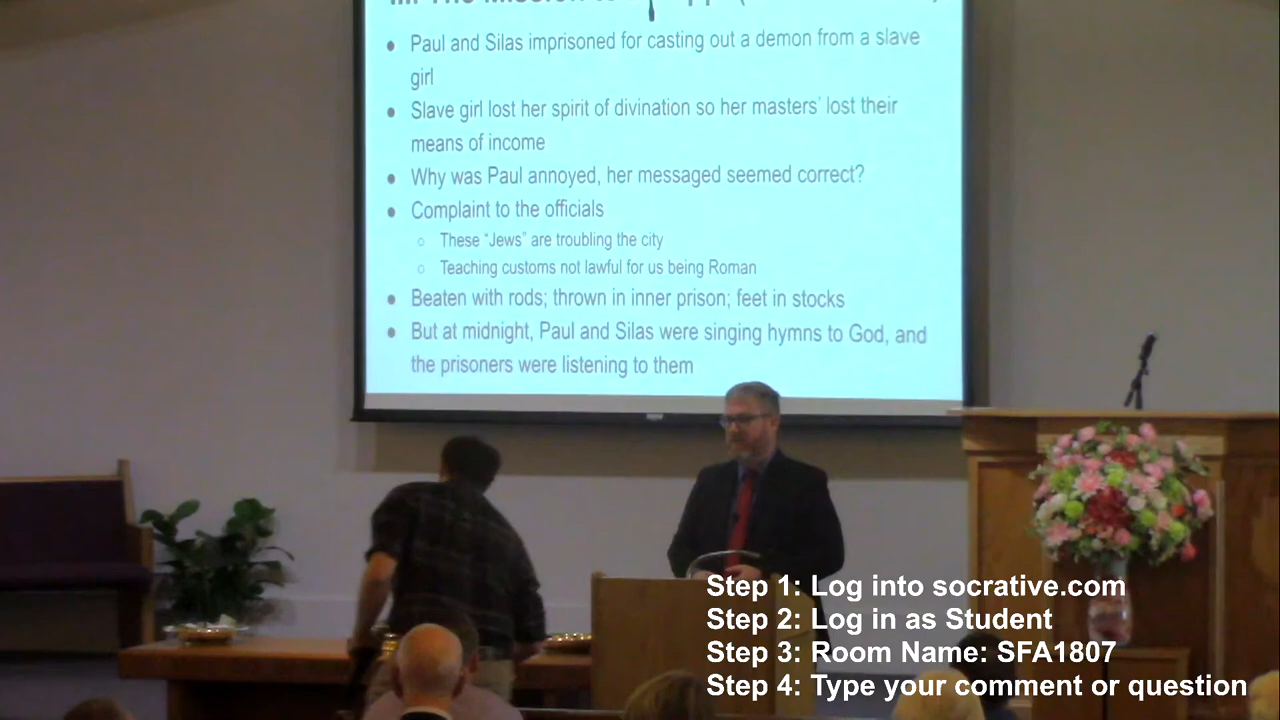 III. The Mission to
● Paul and Silas imprisoned for casting out a demon from a slave
girl
● Slave girl lost her spirit of divination so her masters' lost their
means of income
● Why was Paul annoyed, her messaged seemed correct?
● Complaint to the officials
○ These "Jews" are troubling the city
○ Teaching customs not lawful for us being Roman
● Beaten with rods; thrown in inner prison; feet in stocks
● But at midnight, Paul and Silas were singing hymns to God, and
the prisoners were listening to them
Step 1: Log into socrative.com
Step 2: Log in as Student
Step 3: Room Name: SFA1807
Step 4: Type your comment or question